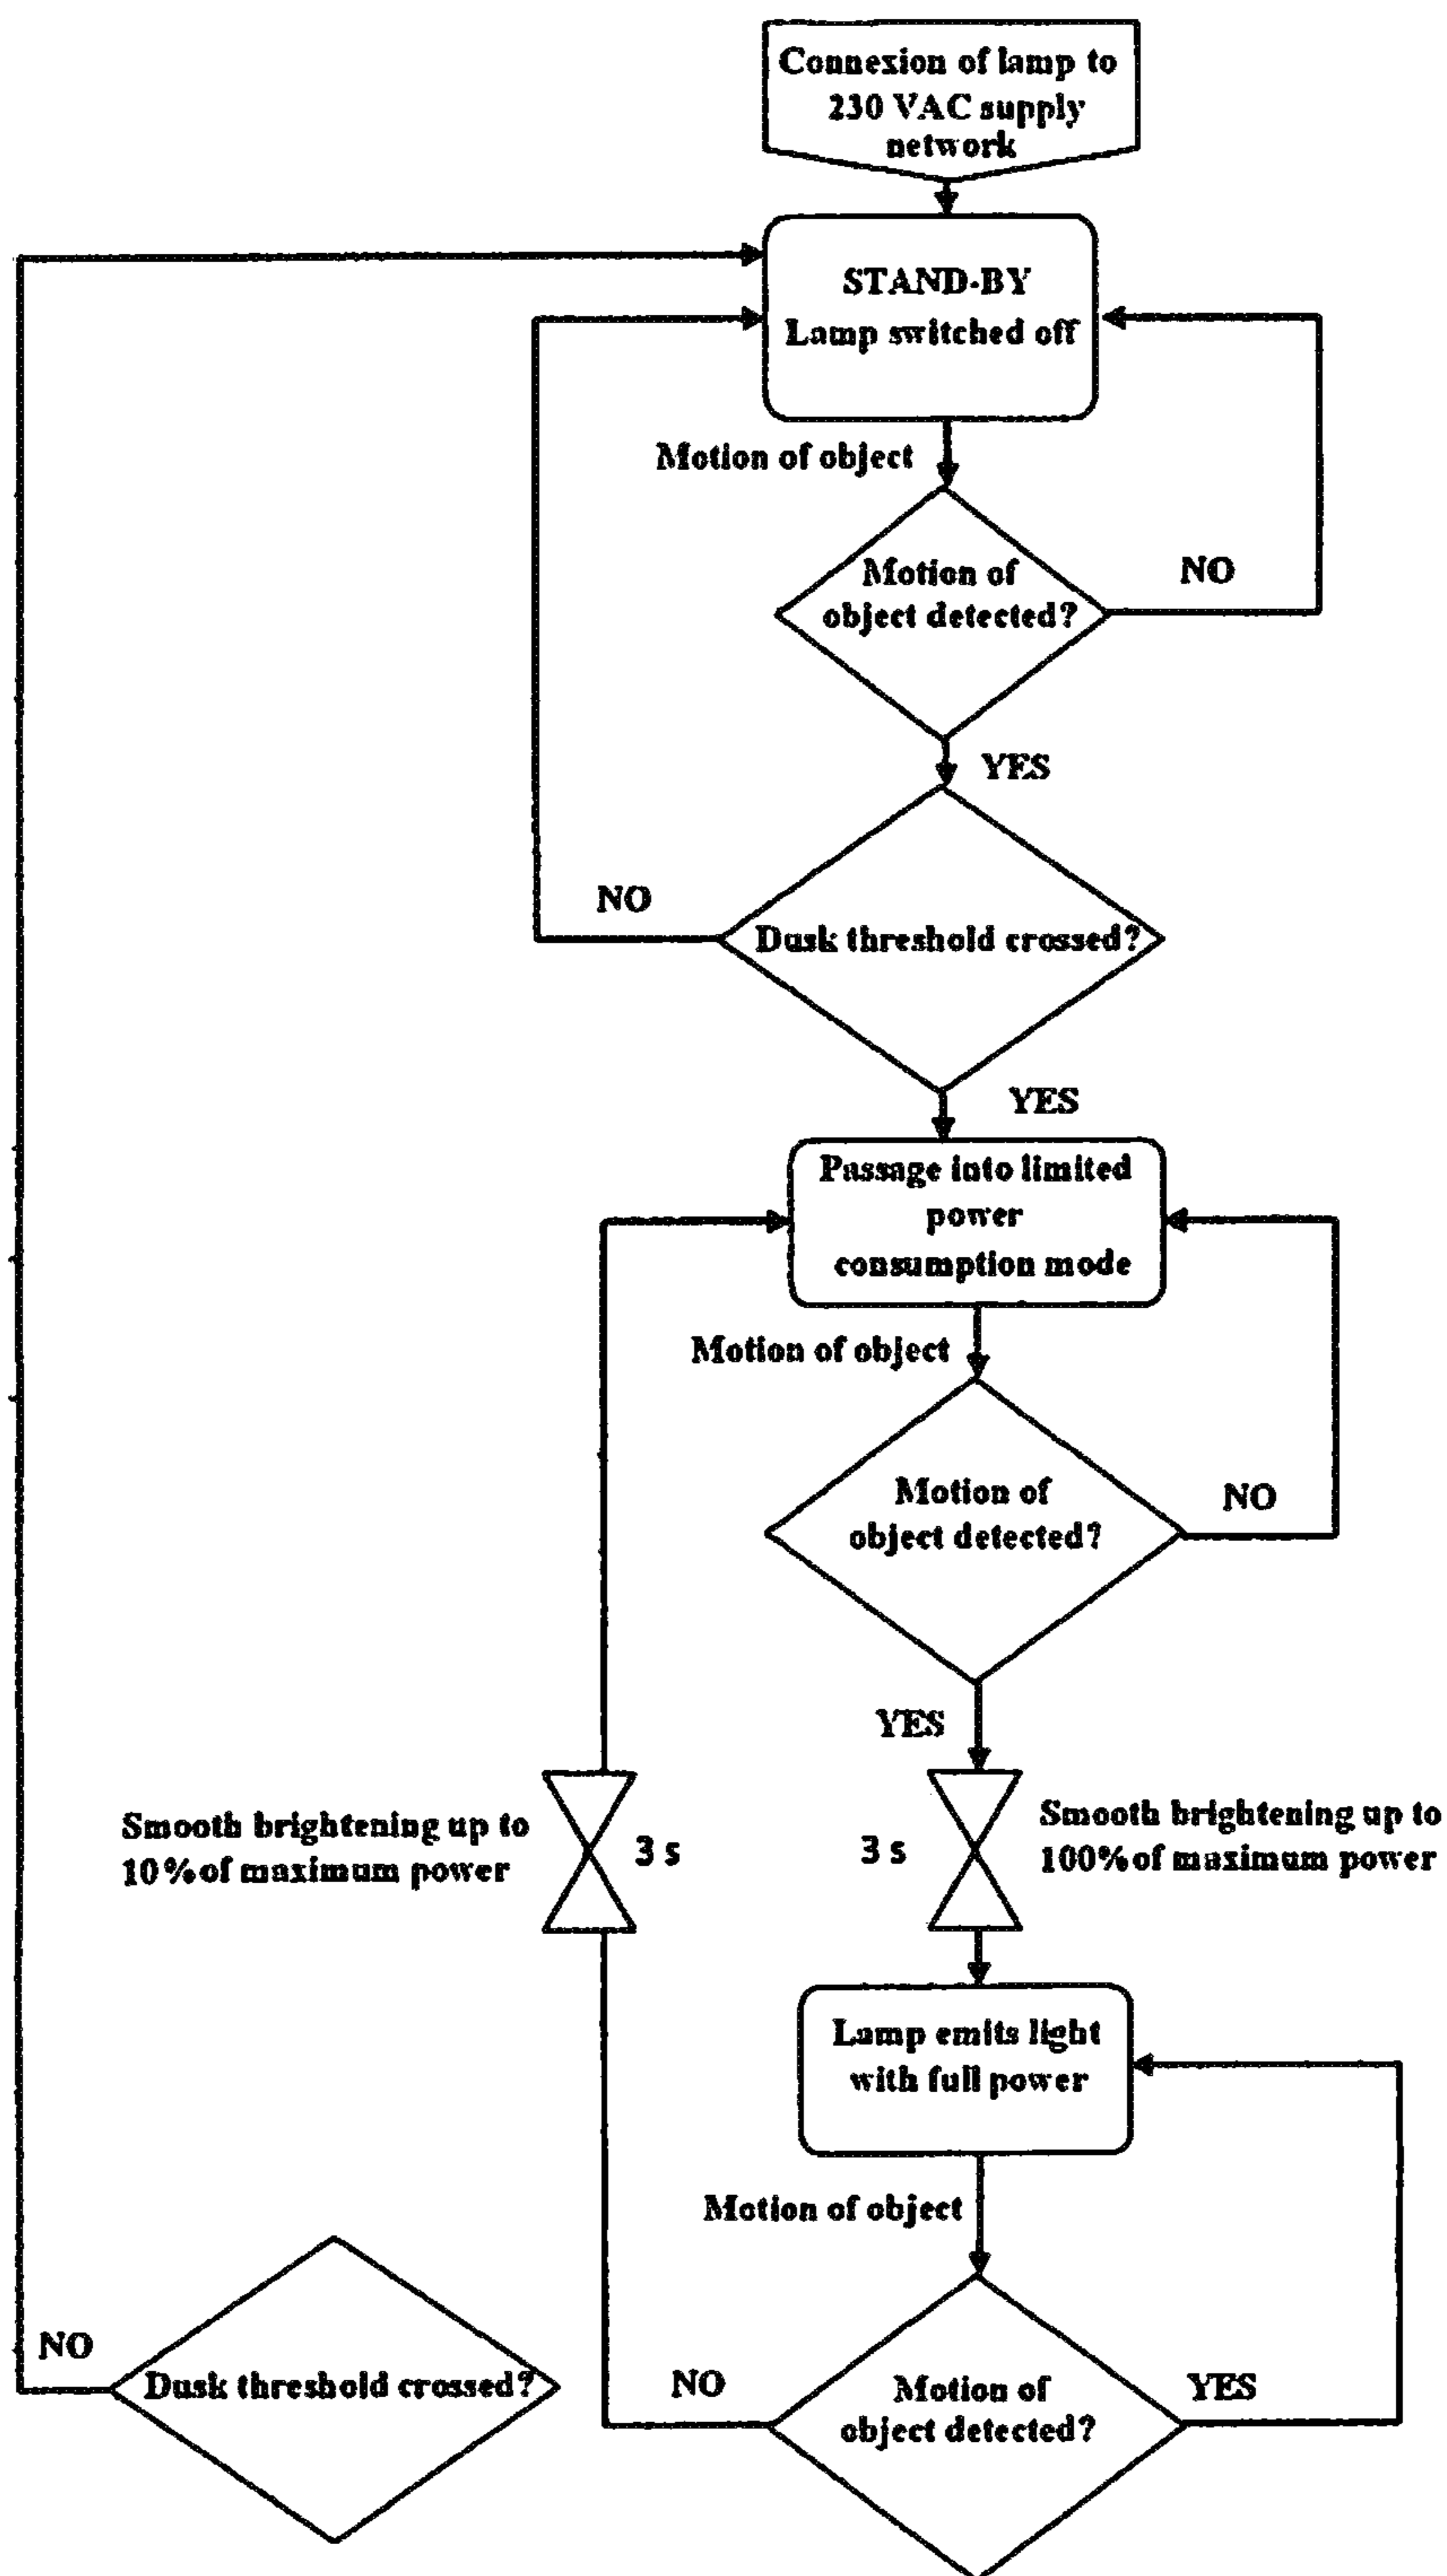 Connexion of lamp to
230 VAC supply
network
STAND-BY
Lamp switched off
Motion of object
Motion of
object detected?
NO
YES
NO
Dusk threshold crossed?
YES
Passage into limited
power
consumption mode
Motion of object
Motion of
object detected?
NO
YES
Smooth brightening up to
10% of maximum power
3 s
3 s
Smooth brightening up to
100% of maximum power
Lamp emits light
with full power
Motion of object
NO
Dusk threshold crossed?
NO
Motion of
object detected?
YES